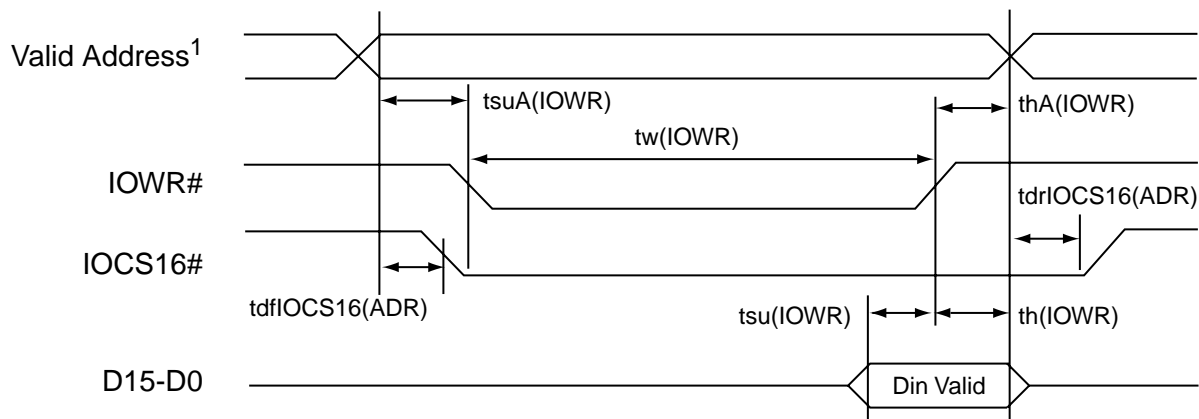 Valid Address1
tsuA(IOWR)
thA(IOWR)
tw(IOWR)
IOWR#
tdrIOCS16(ADR)
IOCS16#
tdfIOCS16(ADR)
tsu(IOWR)
th(IOWR)
D15-D0
Din Valid